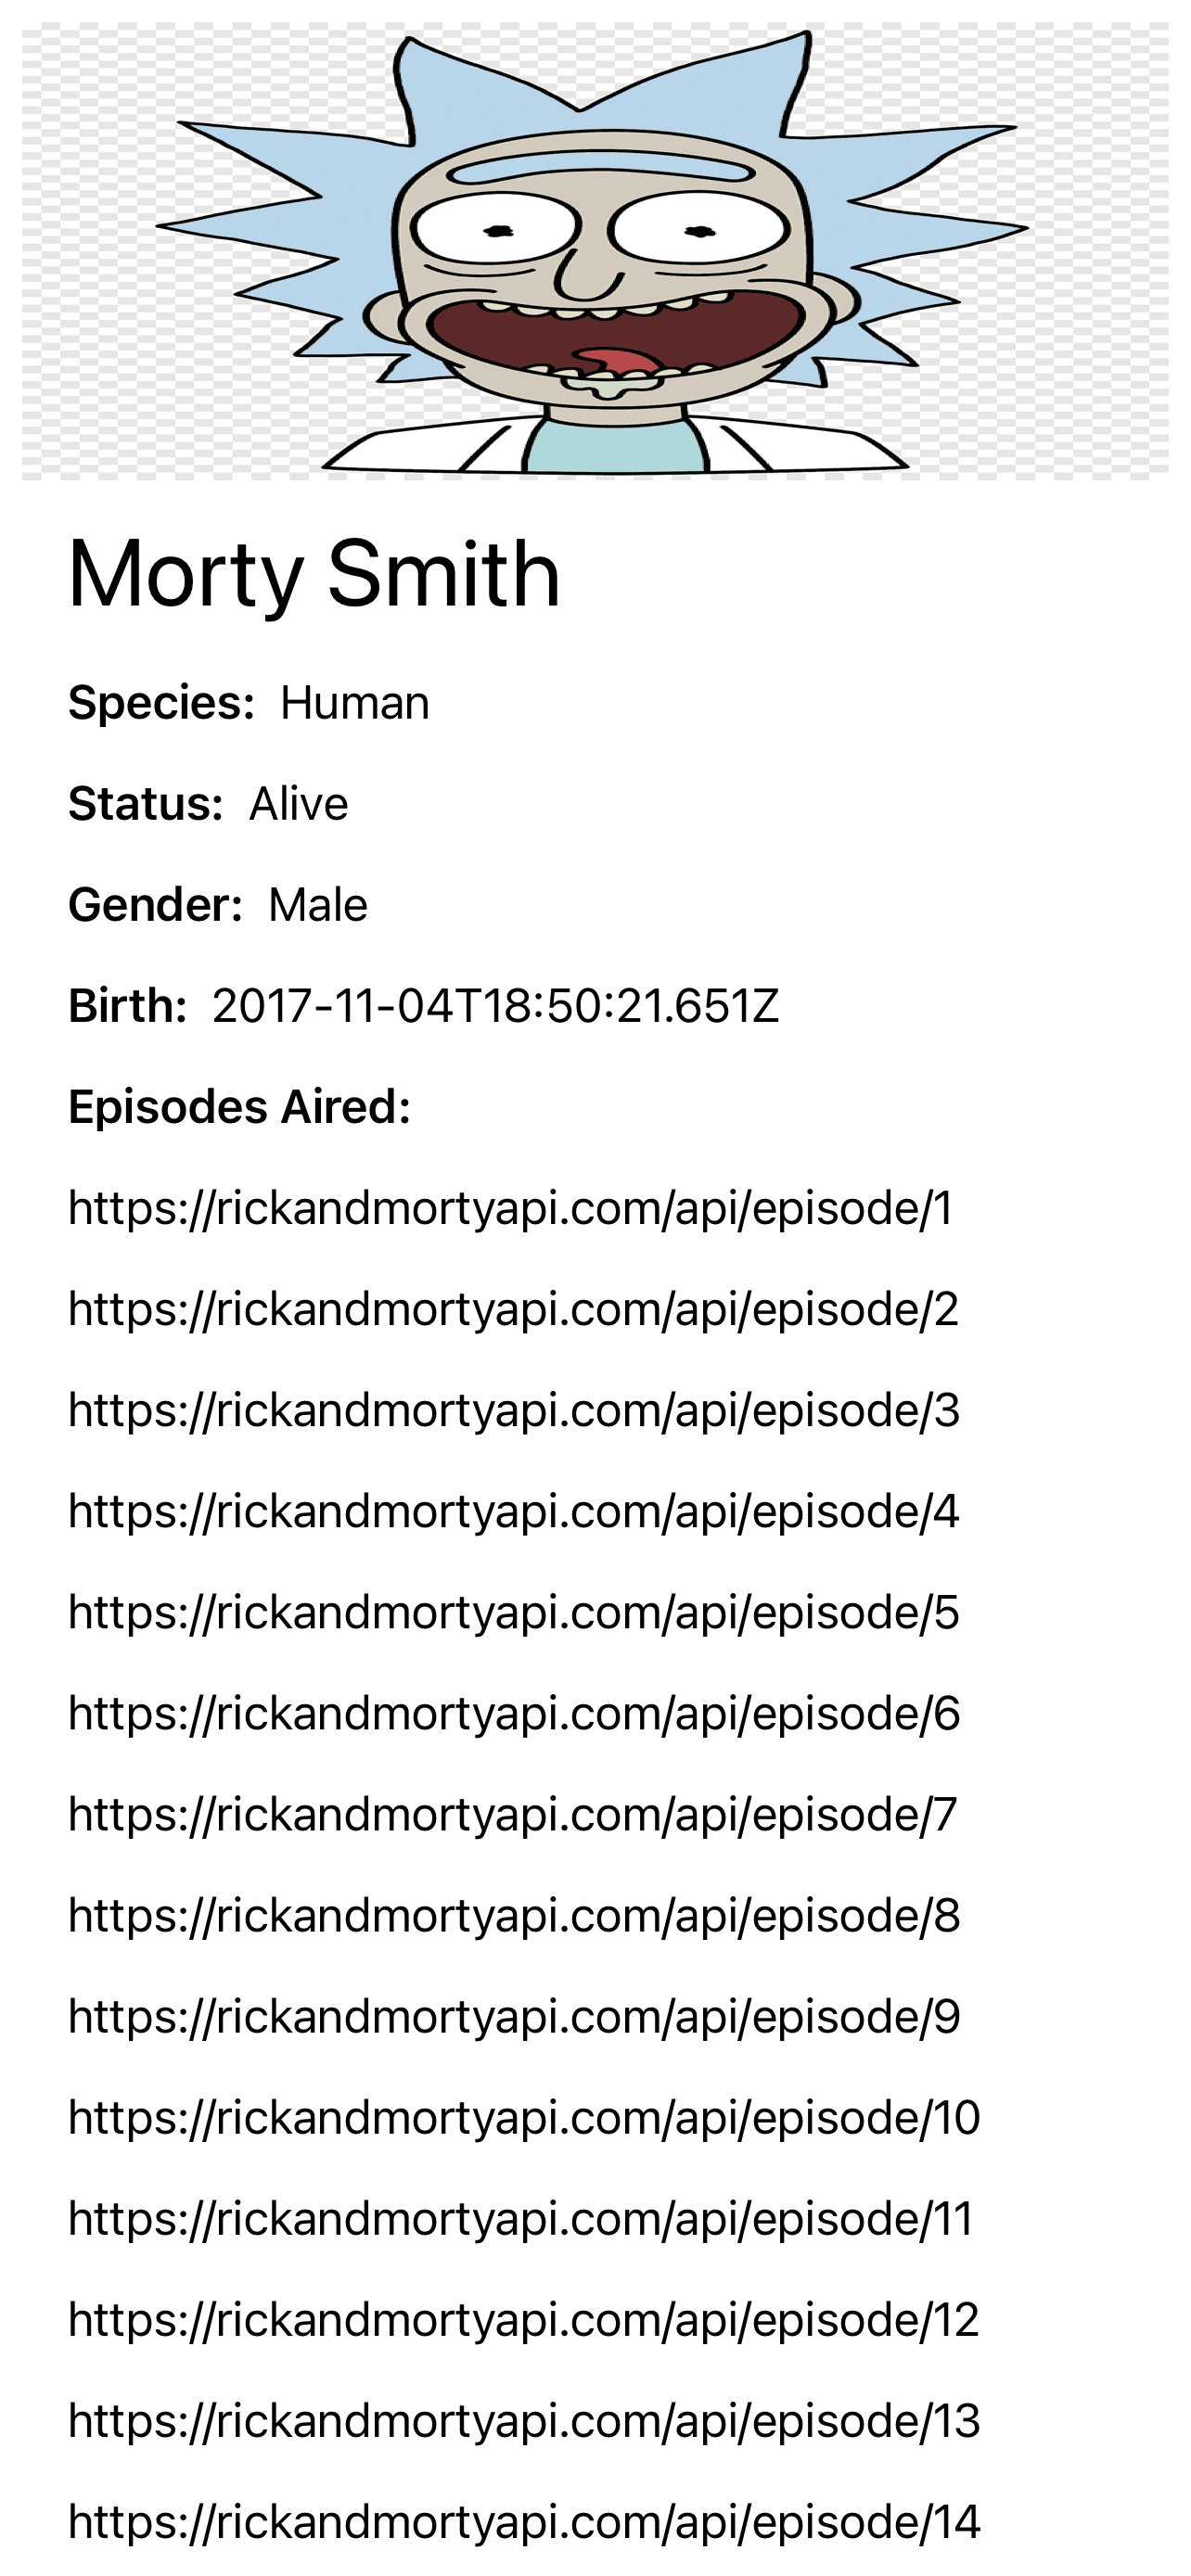 Morty Smith
Species: Human
Status: Alive
Gender: Male
Birth: 2017-11-04T18:50:21.651Z
Episodes Aired:
https://rickandmortyapi.com/api/episode/1
https://rickandmortyapi.com/api/episode/2
https://rickandmortyapi.com/api/episode/3
https://rickandmortyapi.com/api/episode/4
https://rickandmortyapi.com/api/episode/5
https://rickandmortyapi.com/api/episode/6
https://rickandmortyapi.com/api/episode/7
https://rickandmortyapi.com/api/episode/8
https://rickandmortyapi.com/api/episode/9
https://rickandmortyapi.com/api/episode/10
https://rickandmortyapi.com/api/episode/11
https://rickandmortyapi.com/api/episode/12
https://rickandmortyapi.com/api/episode/13
https://rickandmortyapi.com/api/episode/14